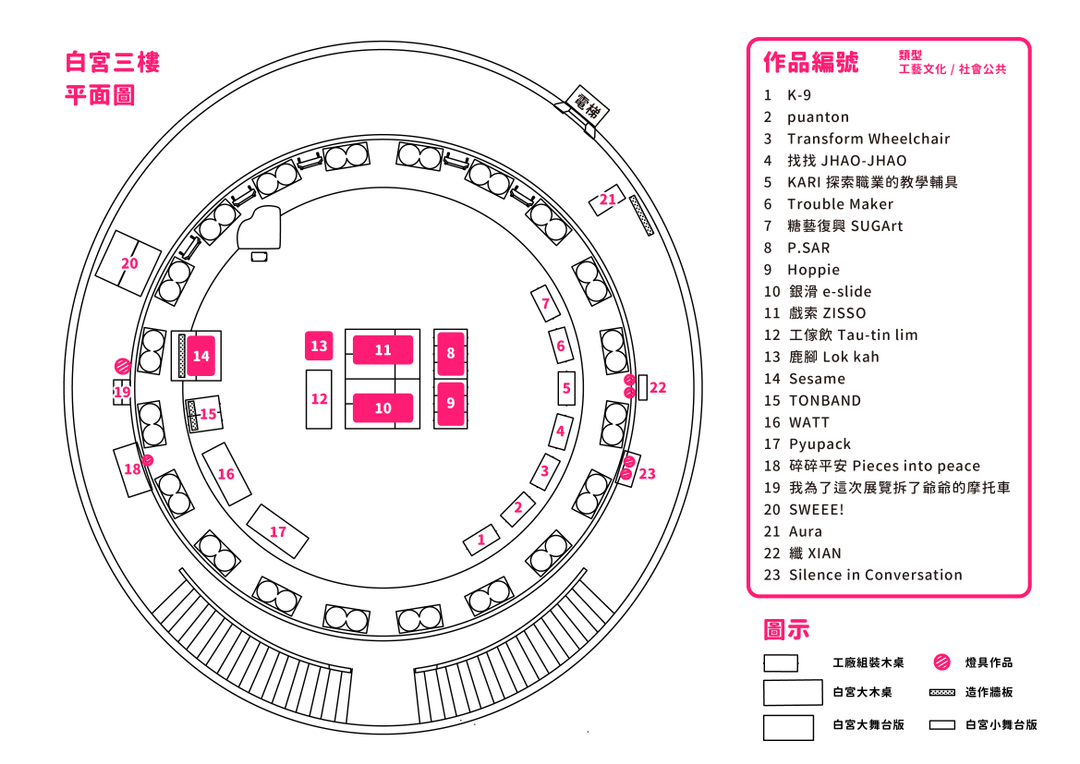 白宮三樓
平面圖
電梯
21
20
7
6
14
13
11
8
5
22
19
12
10
9
15
4
18
16
3
23
2
17
1
作品編號
類型
工藝文化 / 社會公共
1 K-9
2 puanton
3 Transform Wheelchair
4 找找 JHAO-JHAO
5 KARI 探索職業的教學輔具
6 Trouble Maker
7 糖藝復興 SUGArt
8 P.SAR
9 Hoppie
10 銀滑 e-slide
11 戲索 ZISSO
12 工傢飲 Tau-tin lim
13 鹿腳 Lok kah
14 Sesame
15 TONBAND
16 WATT
17 Pyupack
18 碎碎平安 Pieces into peace
19 我為了這次展覽拆了爺爺的摩托車
20 SWEEE!
21 Aura
22 纖 XIAN
23 Silence in Conversation
圖示
工廠組裝木桌
燈具作品
白宮大木桌
造作牆板
白宮大舞台版
白宮小舞台版